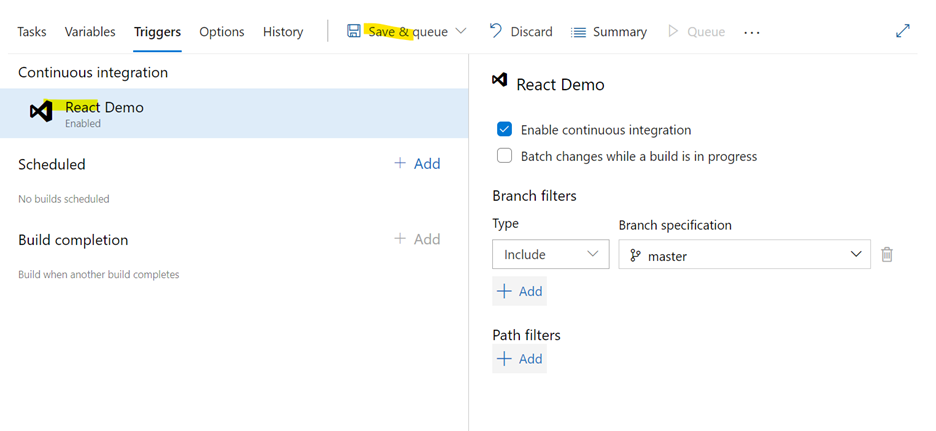 Tasks Variables Triggers Options History Save & queue Discard Summary Queue ...
Continuous integration
React Demo
Enabled
Scheduled + Add
No builds scheduled
Build completion + Add
Build when another build completes
React Demo
Enable continuous integration
Batch changes while a build is in progress
Branch filters
Type Branch specification
Include master
+ Add
Path filters
+ Add